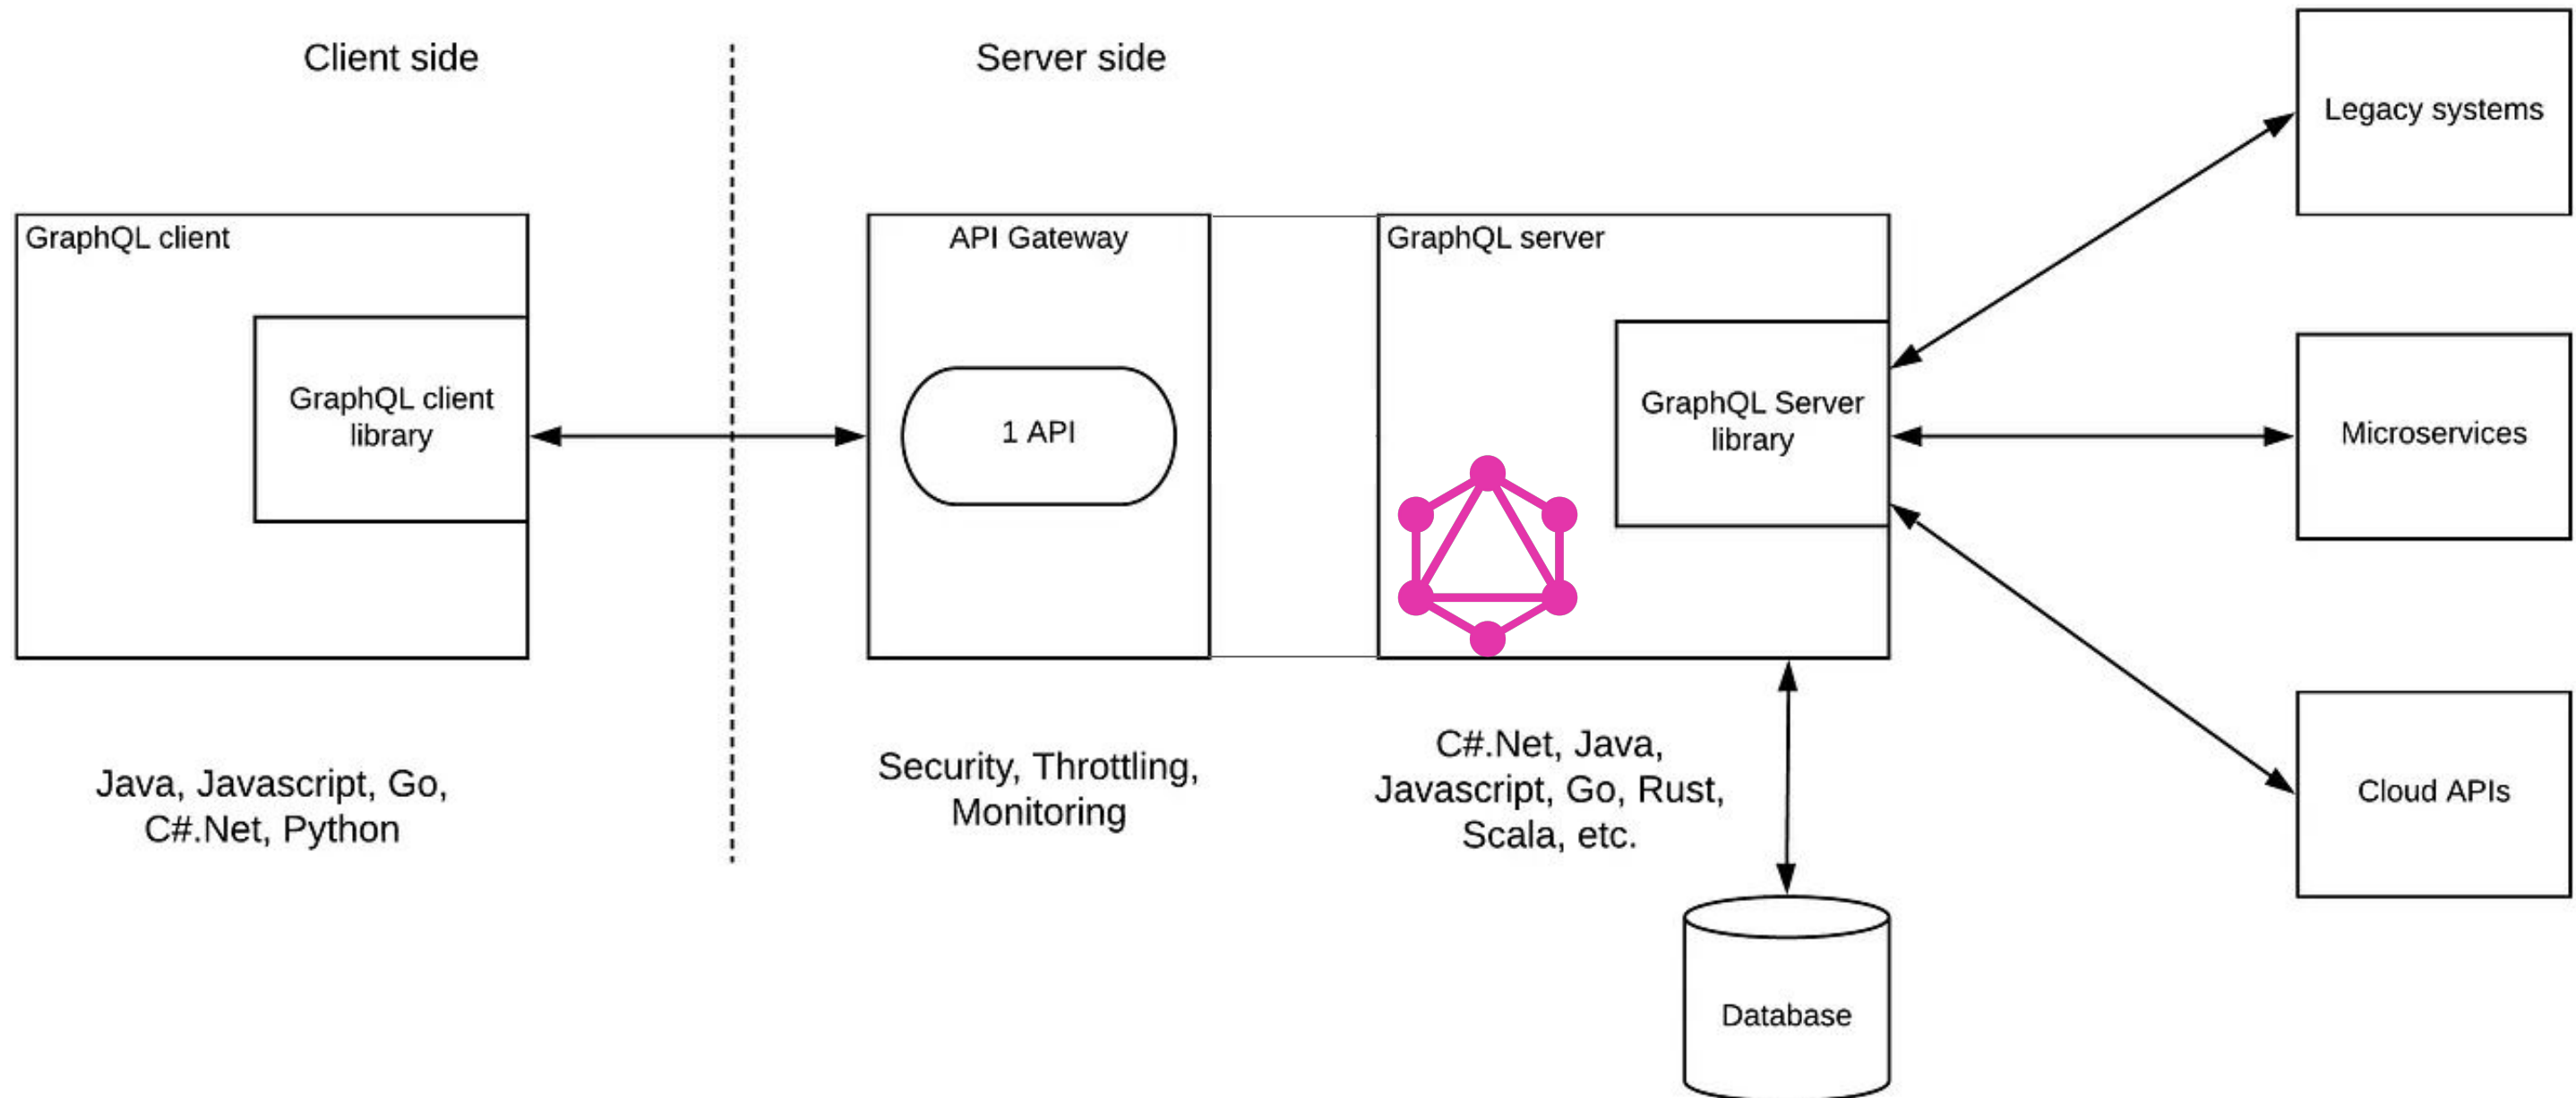 Client side
Server side
GraphQL client
GraphQL client
library
Java, Javascript, Go,
C#.Net, Python
API Gateway
1 API
Security, Throttling,
Monitoring
GraphQL server
GraphQL Server
library
C#.Net, Java,
Javascript, Go, Rust,
Scala, etc.
Database
Legacy systems
Microservices
Cloud APIs